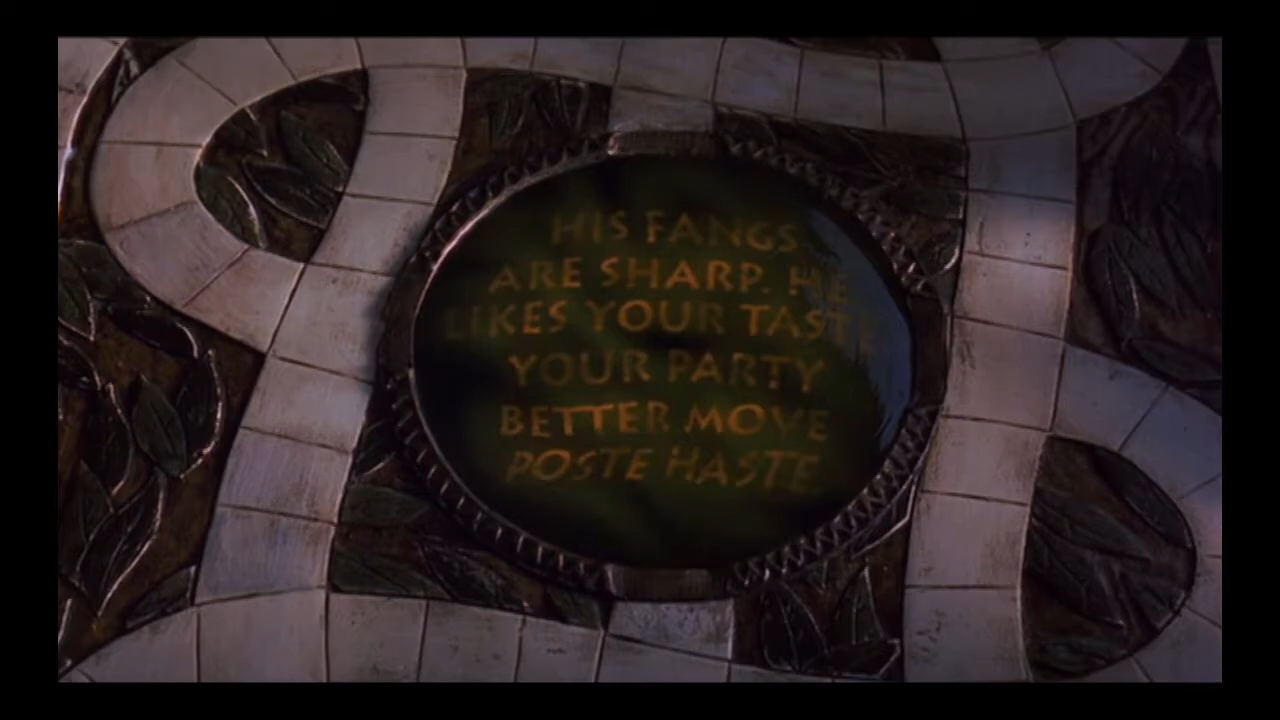 HIS FANGS
ARE SHARP. HE
LIKES YOUR TASTE
YOUR PARTY
BETTER MOVE
POSTE HASTE